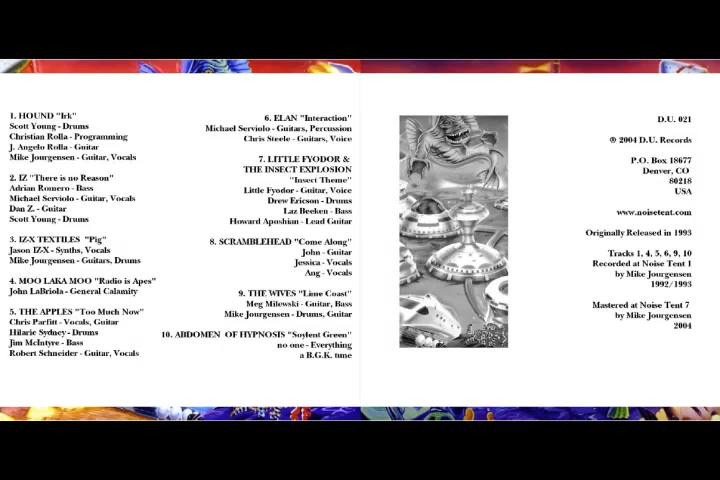 1. HOUND "Irk"
Scott Young - Drums
Christian Rolla - Programming
J. Angelo Rolla - Guitar
Mike Jourgensen - Guitar, Vocals
2. IZ "There is no Reason"
Adrian Romero - Bass
Michael Serviolo - Guitar, Vocals
Dan Z. - Guitar
Scott Young - Drums
3. IZ-X TEXTILES "Pig"
Jason IZ-X - Synths, Vocals
Mike Jourgensen - Guitars, Drums
4. MOO LAKA MOO "Radio is Apes"
John LaBriola - General Calamity
5. THE APPLES "Too Much Now"
Chris Parfitt - Vocals, Guitar
Hilarie Sydney - Drums
Jim McIntyre - Bass
Robert Schneider - Guitar, Vocals
6. ELAN "Interaction"
Michael Serviolo - Guitars, Percussion
Chris Steele - Guitars, Voice
7. LITTLE FYODOR &
THE INSECT EXPLOSION
"Insect Theme"
Little Fyodor - Guitar, Voice
Drew Ericson - Drums
Laz Beeken - Bass
Howard Aposhian - Lead Guitar
8. SCRAMBLEHEAD "Come Along"
John - Guitar
Jessica - Vocals
Ang - Vocals
9. THE WIVES "Lime Coast"
Meg Milewski - Guitar, Bass
Mike Jourgensen - Drums, Guitar
10. ABDOMEN OF HYPNOSIS "Soylent Green"
no one - Everything
a B.G.K. tune
D.U. 021
® 2004 D.U. Records
P.O. Box 18677
Denver, CO
80218
USA
www.noisetent.com
Originally Released in 1993
Tracks 1, 4, 5, 6, 9, 10
Recorded at Noise Tent 1
by Mike Jourgensen
1992/1993
Mastered at Noise Tent 7
by Mike Jourgensen
2004